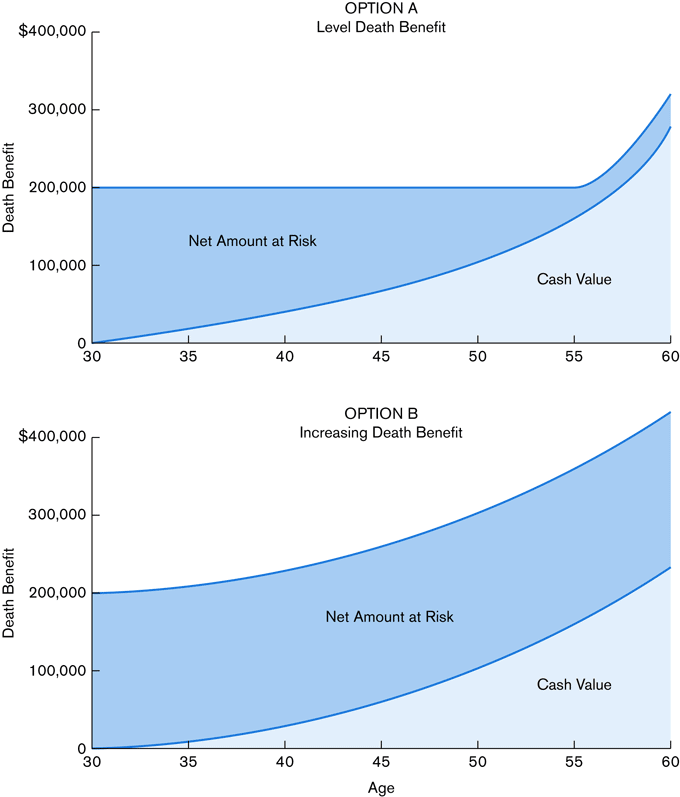 OPTION A
Level Death Benefit
$400,000
300,000
200,000
100,000
0
Death Benefit
Net Amount at Risk
Cash Value
30 35 40 45 50 55 60
OPTION B
Increasing Death Benefit
$400,000
300,000
200,000
100,000
0
Death Benefit
Net Amount at Risk
Cash Value
30 35 40 45 50 55 60
Age